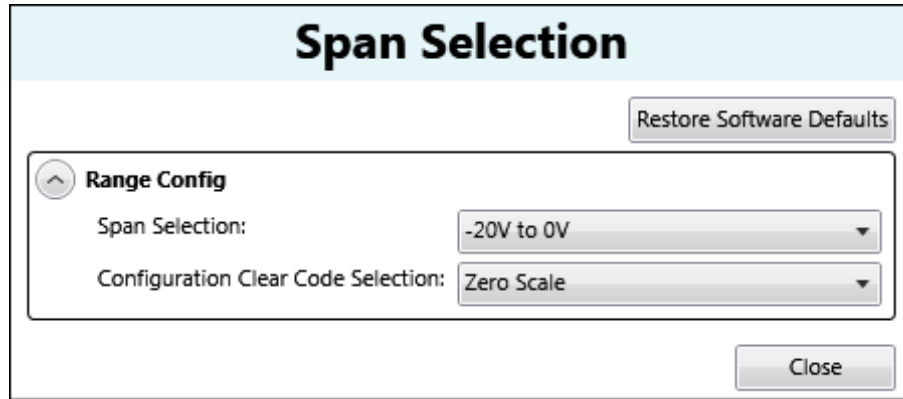 Span Selection
Restore Software Defaults
Range Config
Span Selection: -20V to 0V
Configuration Clear Code Selection: Zero Scale
Close